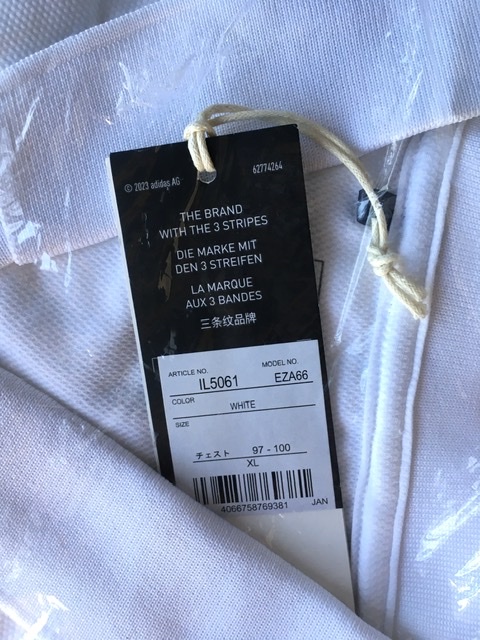 © 2023 adidas AG
62774264
THE BRAND
WITH THE 3 STRIPES
DIE MARKE MIT
DEN 3 STREIFEN
LA MARQUE
AUX 3 BANDES
三条纹品牌
ARTICLE NO. MODEL NO.
IL5061 EZA66
COLOR
WHITE
SIZE
チェスト 97 - 100
XL
4066758769381 JAN